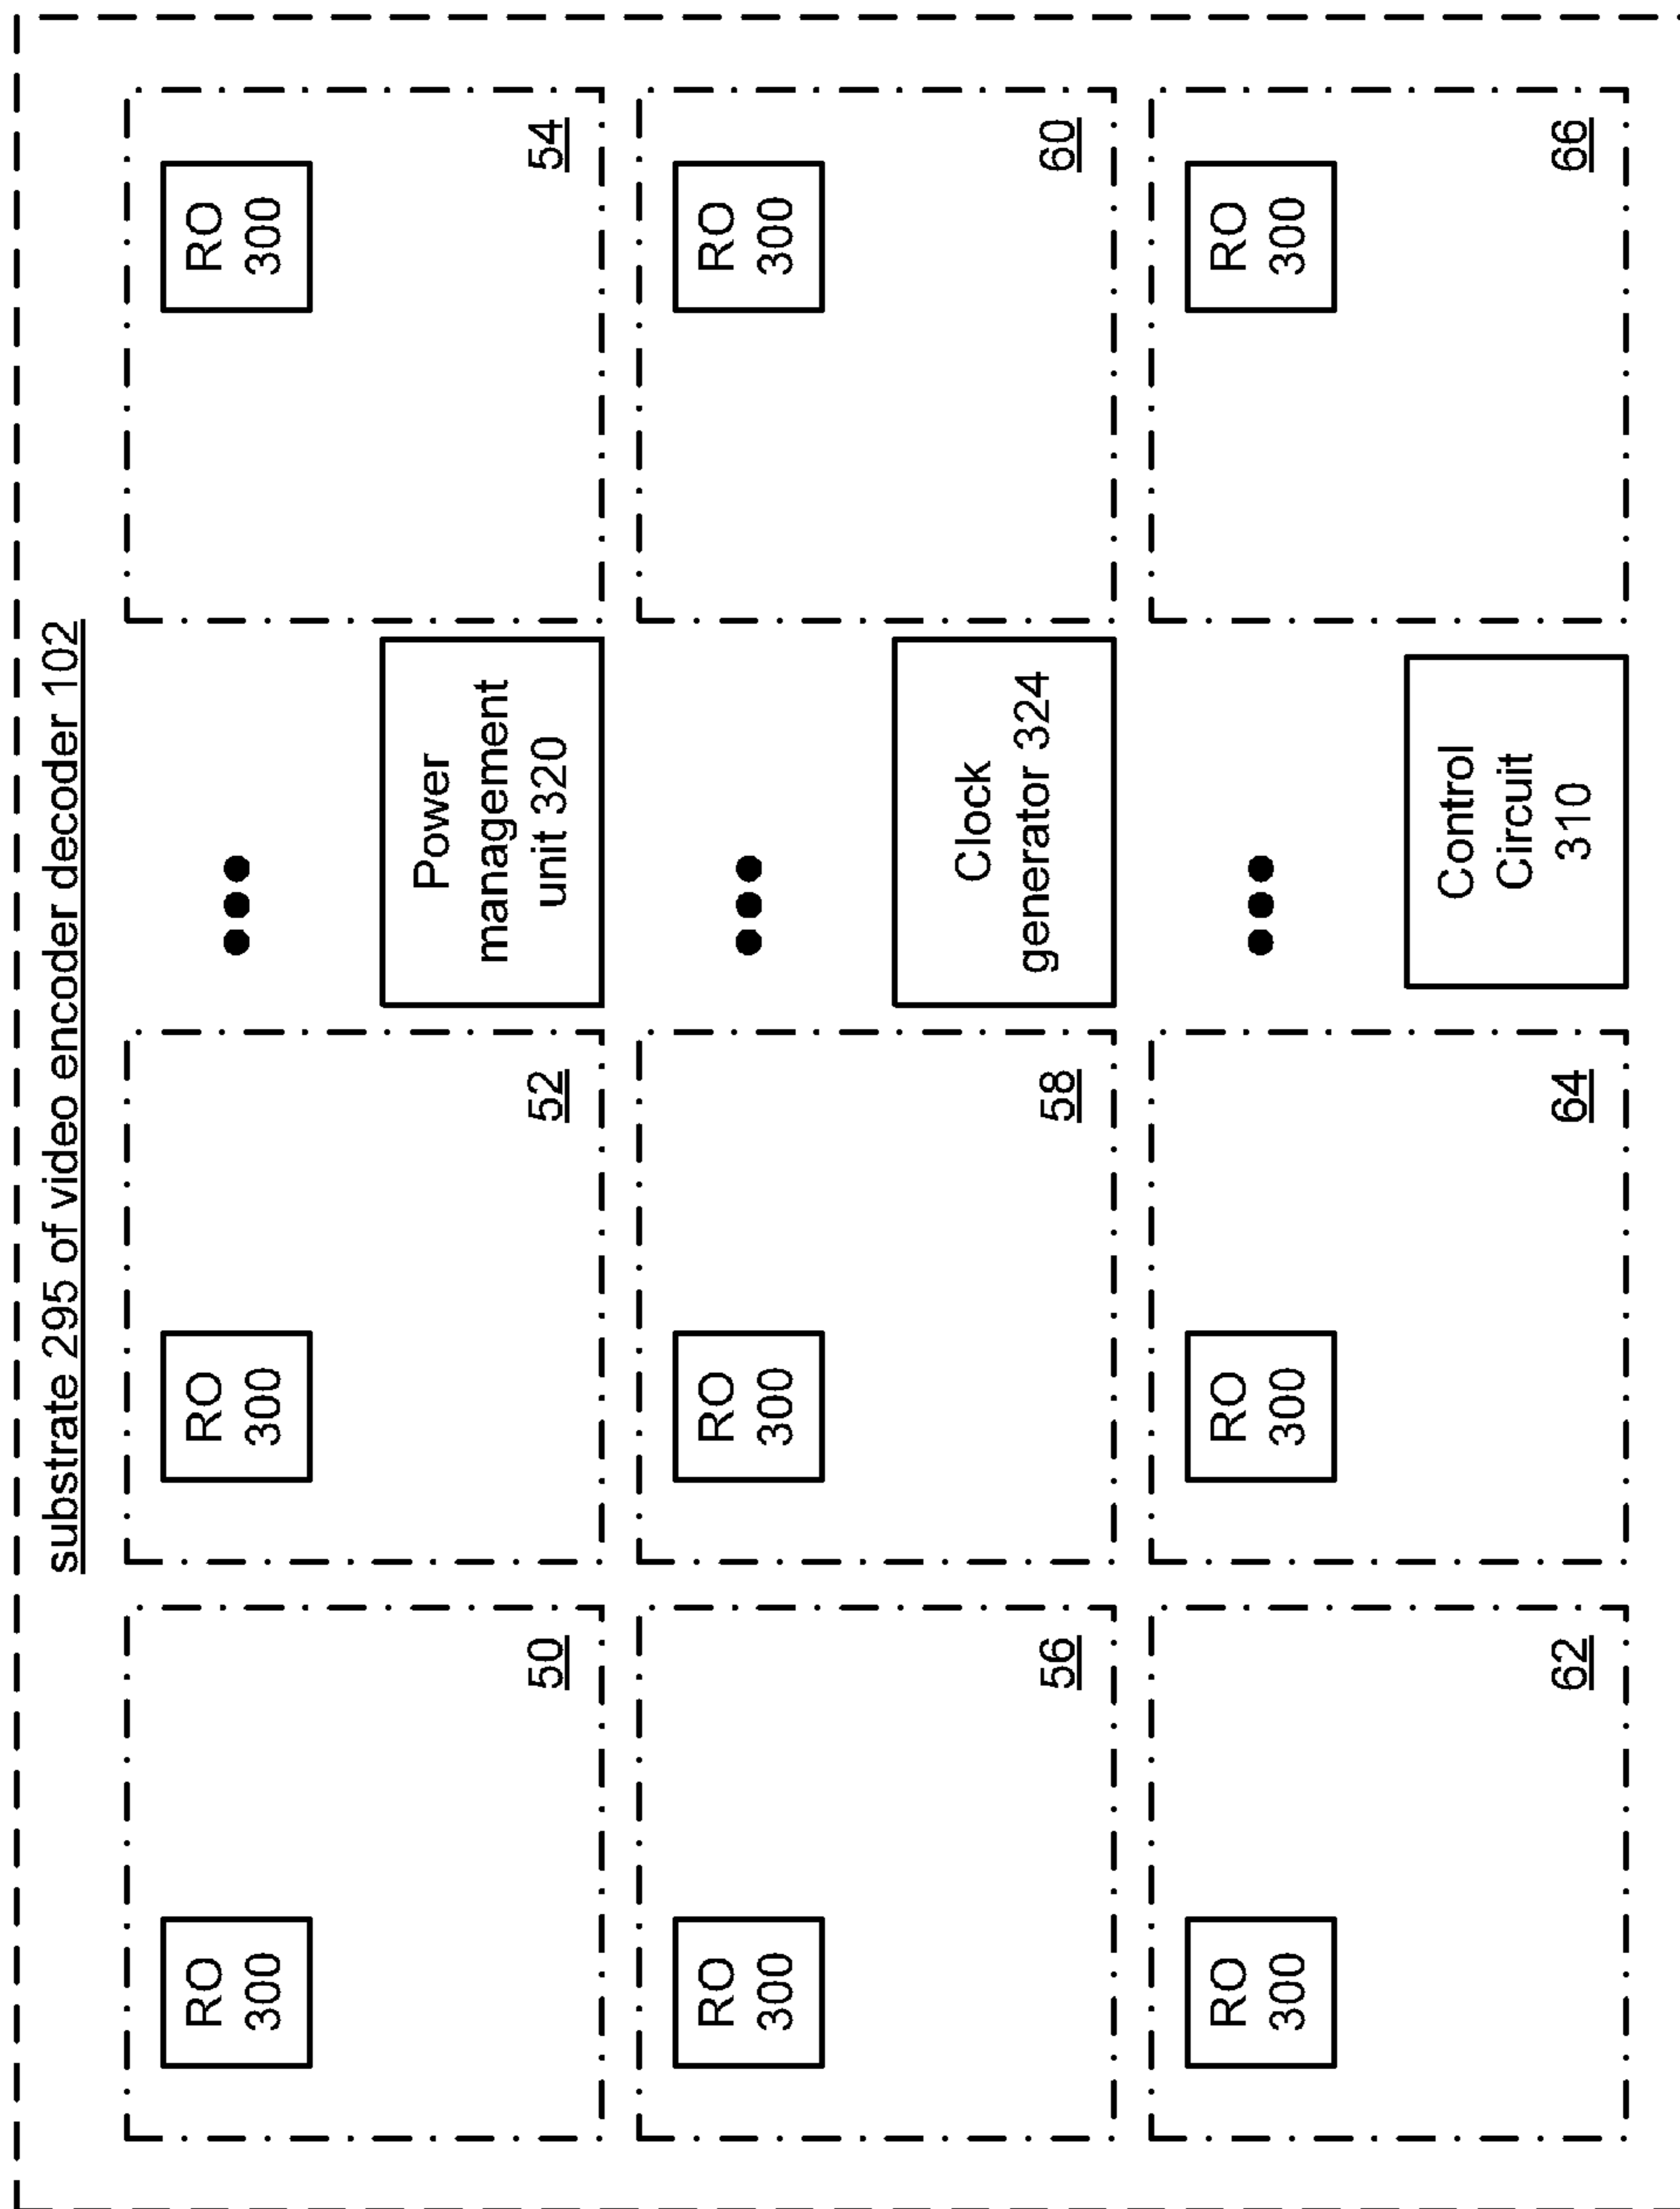 substrate 295 of video encoder decoder 102
RO
300
50
RO
300
52
Power
management
unit 320
RO
300
54
RO
300
56
RO
300
58
Clock
generator 324
RO
300
60
RO
300
62
RO
300
64
Control
Circuit
310
RO
300
66